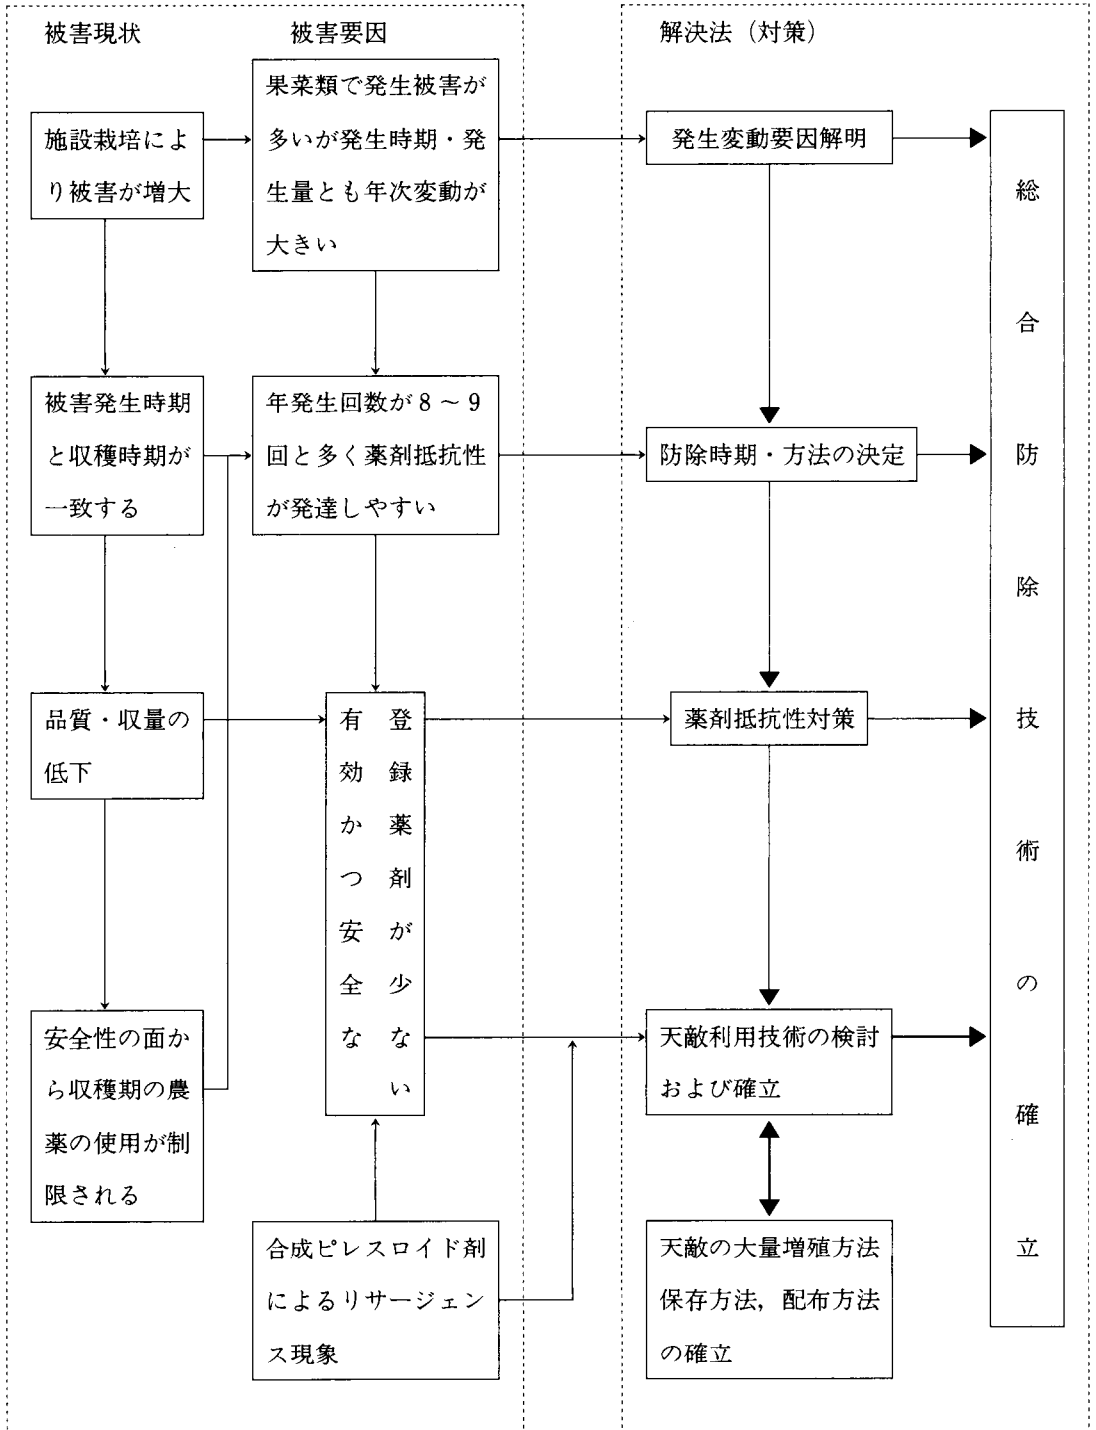 被害現状
施設栽培によ
り被害が増大
被害発生時期
と収穫時期が
一致する
品質・収量の
低下
安全性の面か
ら収穫期の農
薬の使用が制
限される
被害要因
果菜類で発生被害が
多いが発生時期・発
生量とも年次変動が
大きい
年発生回数が8〜9
回と多く薬剤抵抗性
が発達しやすい
登録薬剤が少ない
有効かつ安全な
合成ピレスロイド剤
によるリサージェン
ス現象
解決法（対策）
発生変動要因解明
防除時期・方法の決定
薬剤抵抗性対策
天敵利用技術の検討
および確立
天敵の大量増殖方法
保存方法，配布方法
の確立
総合防除技術の確立